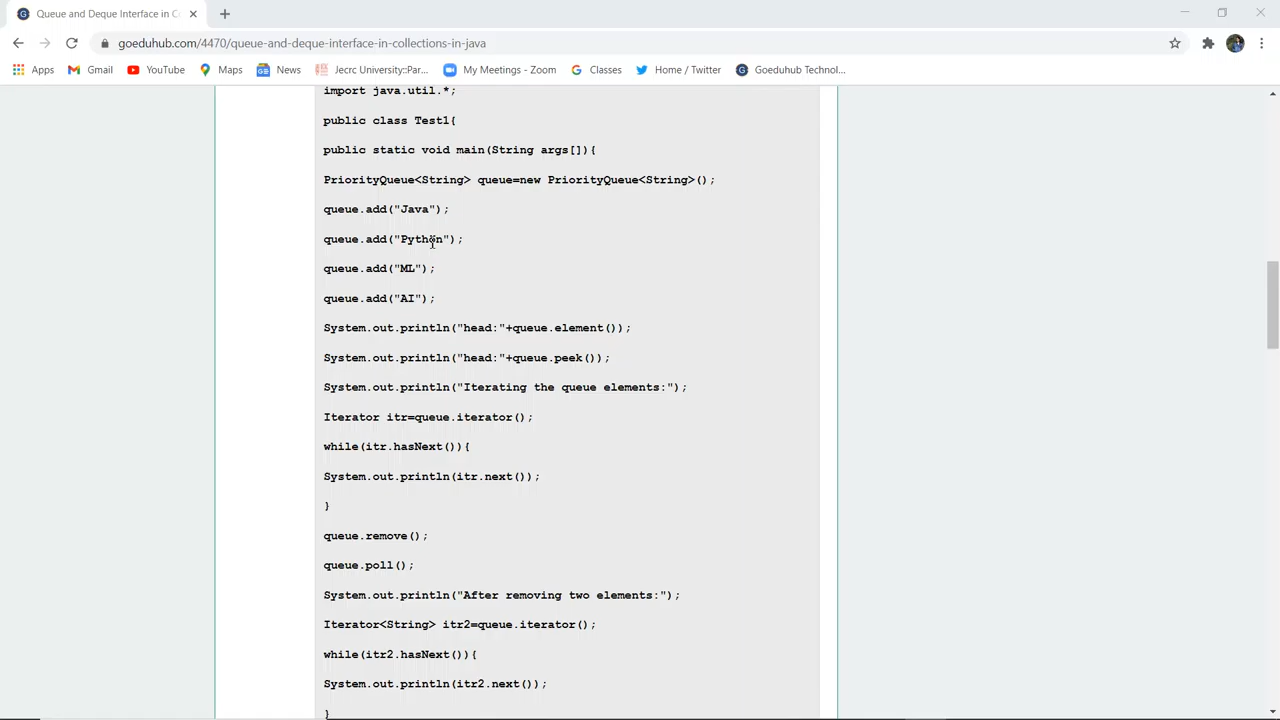 Queue and Deque Interface in C
goeduhub.com/4470/queue-and-deque-interface-in-collections-in-java
Apps Gmail YouTube Maps News Jecrc University::Par... My Meetings - Zoom Classes Home / Twitter Goeduhub Technol...
import java.util.*;
public class Test1{
public static void main(String args[]){
PriorityQueue<String> queue=new PriorityQueue<String>();
queue.add("Java");
queue.add("Python");
queue.add("ML");
queue.add("AI");
System.out.println("head:"+queue.element());
System.out.println("head:"+queue.peek());
System.out.println("Iterating the queue elements:");
Iterator itr=queue.iterator();
while(itr.hasNext()){
System.out.println(itr.next());
}
queue.remove();
queue.poll();
System.out.println("After removing two elements:");
Iterator<String> itr2=queue.iterator();
while(itr2.hasNext()){
System.out.println(itr2.next());
}